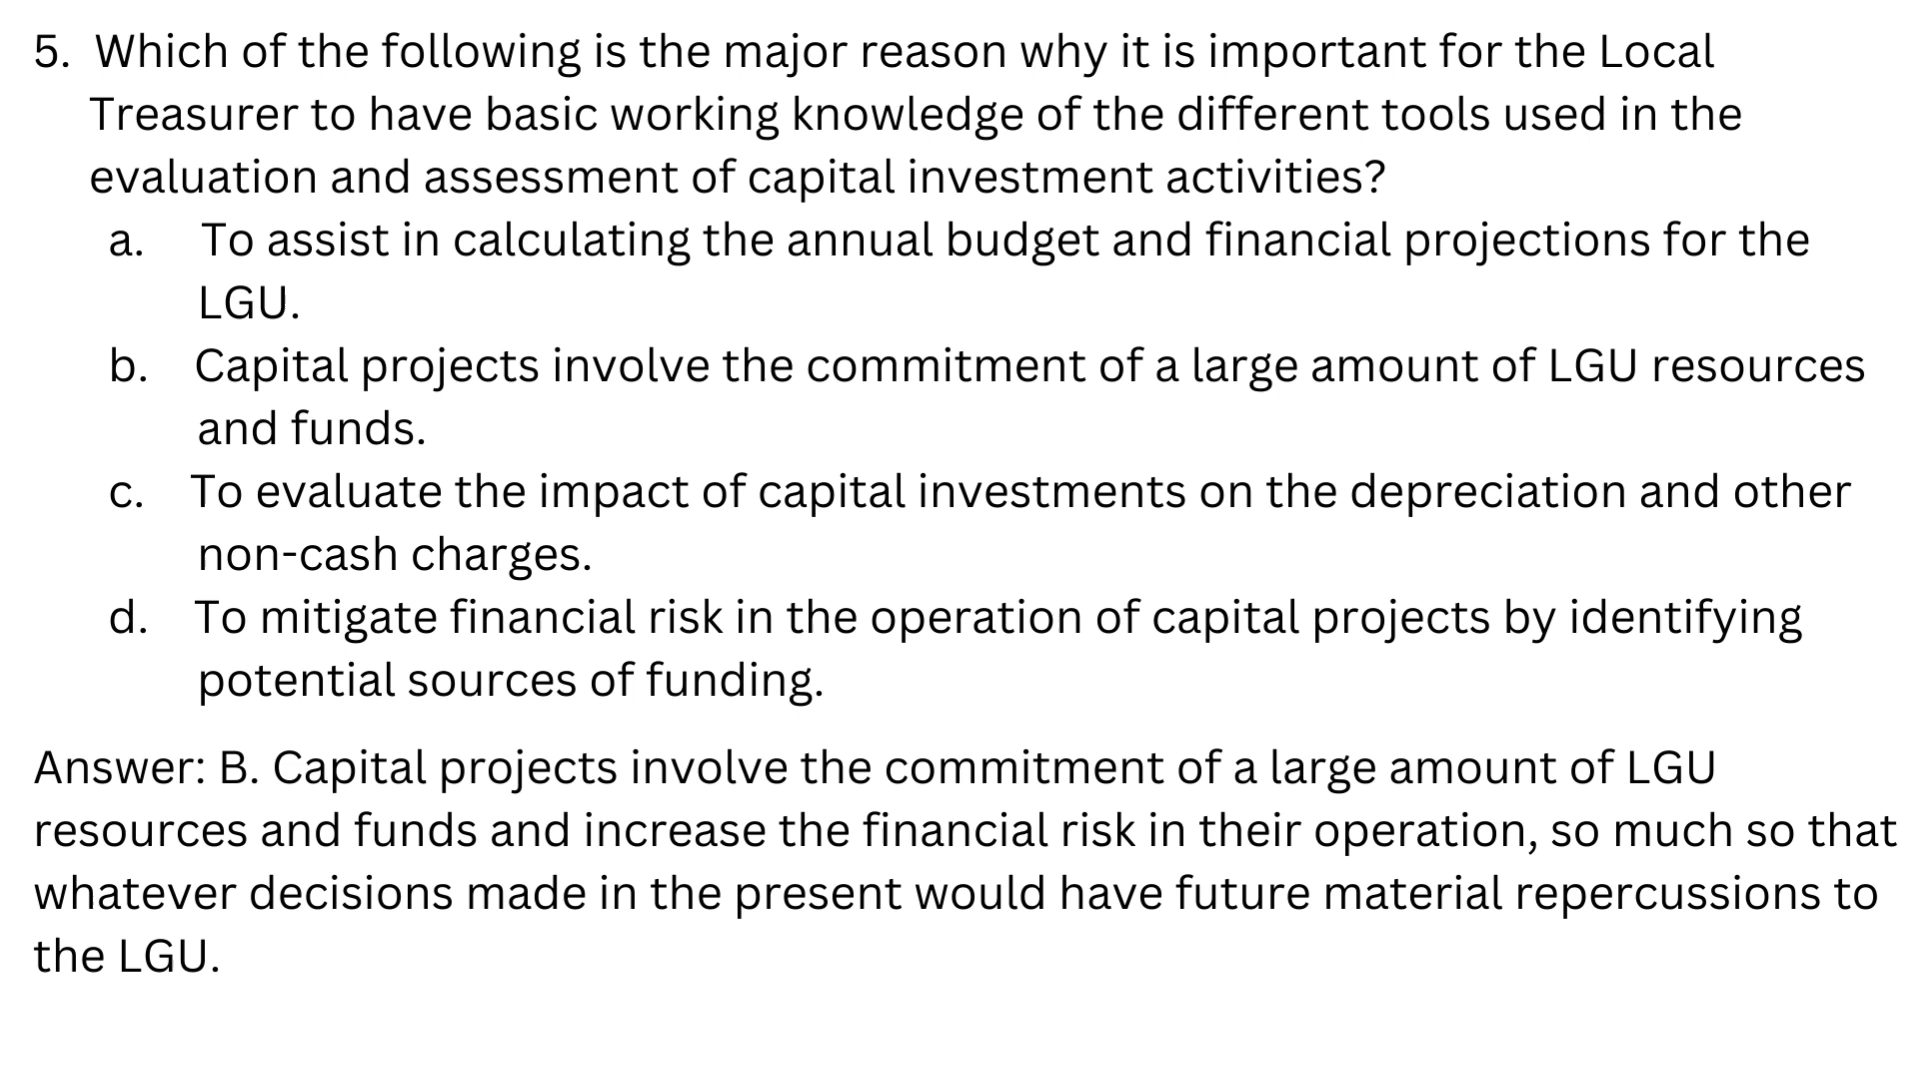 5. Which of the following is the major reason why it is important for the Local
Treasurer to have basic working knowledge of the different tools used in the
evaluation and assessment of capital investment activities?
a. To assist in calculating the annual budget and financial projections for the
LGU.
b. Capital projects involve the commitment of a large amount of LGU resources
and funds.
c. To evaluate the impact of capital investments on the depreciation and other
non-cash charges.
d. To mitigate financial risk in the operation of capital projects by identifying
potential sources of funding.
Answer: B. Capital projects involve the commitment of a large amount of LGU
resources and funds and increase the financial risk in their operation, so much so that
whatever decisions made in the present would have future material repercussions to
the LGU.